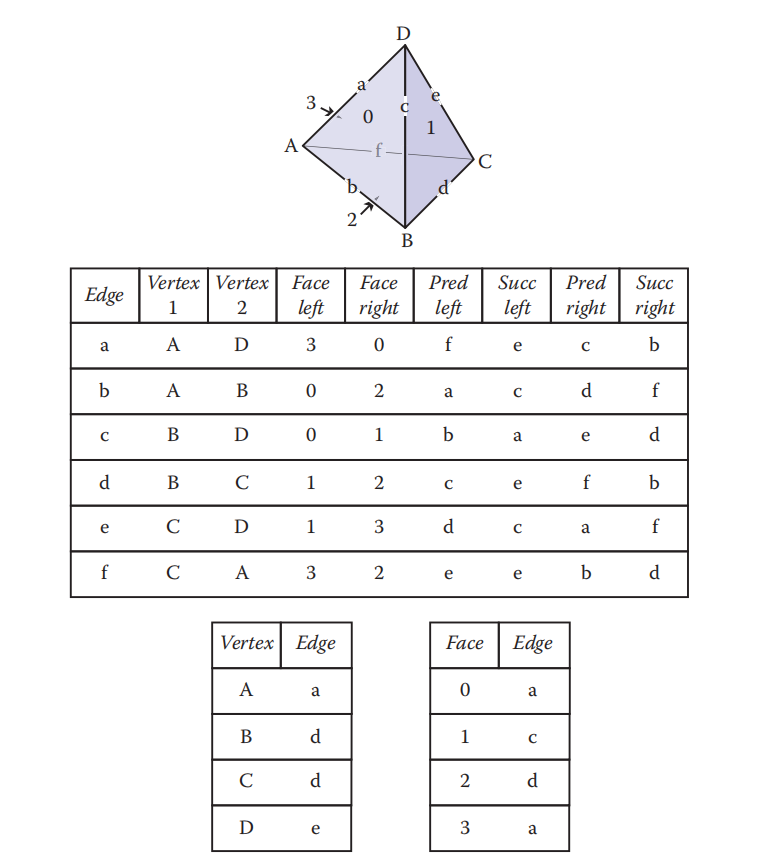 D
a
e
3
c
0
1
A
f
C
b
d
2
B
Edge Vertex 1 Vertex 2 Face left Face right Pred left Succ left Pred right Succ right
a A D 3 0 f e c b
b A B 0 2 a c d f
c B D 0 1 b a e d
d B C 1 2 c e f b
e C D 1 3 d c a f
f C A 3 2 e e b d
Vertex Edge
A a
B d
C d
D e
Face Edge
0 a
1 c
2 d
3 a